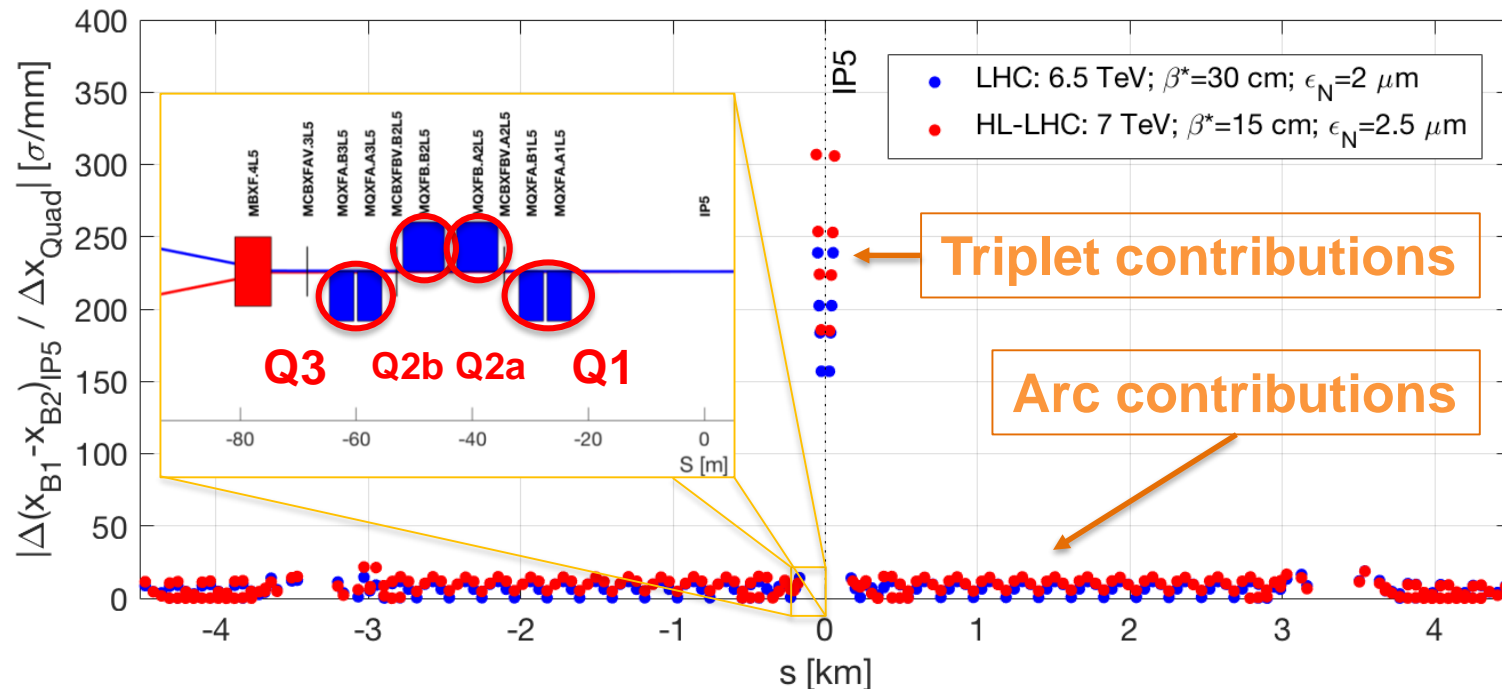 |Δ(x_B1-x_B2)_IP5 / Δx_Quad| [σ/mm]
400
350
300
250
200
150
100
50
0
-4
-3
-2
-1
0
1
2
3
4
s [km]
IP5
LHC: 6.5 TeV; β*=30 cm; ϵ_N=2 μm
HL-LHC: 7 TeV; β*=15 cm; ϵ_N=2.5 μm
Triplet contributions
Arc contributions
MBXF.4L5
MCBXFAV.3L5
MQXFA.B3L5
MQXFA.A3L5
MCBXFBV.B2L5
MQXFB.B2L5
MQXFB.A2L5
MCBXFBV.A2L5
MQXFA.B1L5
MQXFA.A1L5
IP5
Q3
Q2b
Q2a
Q1
-80
-60
-40
-20
0
S [m]